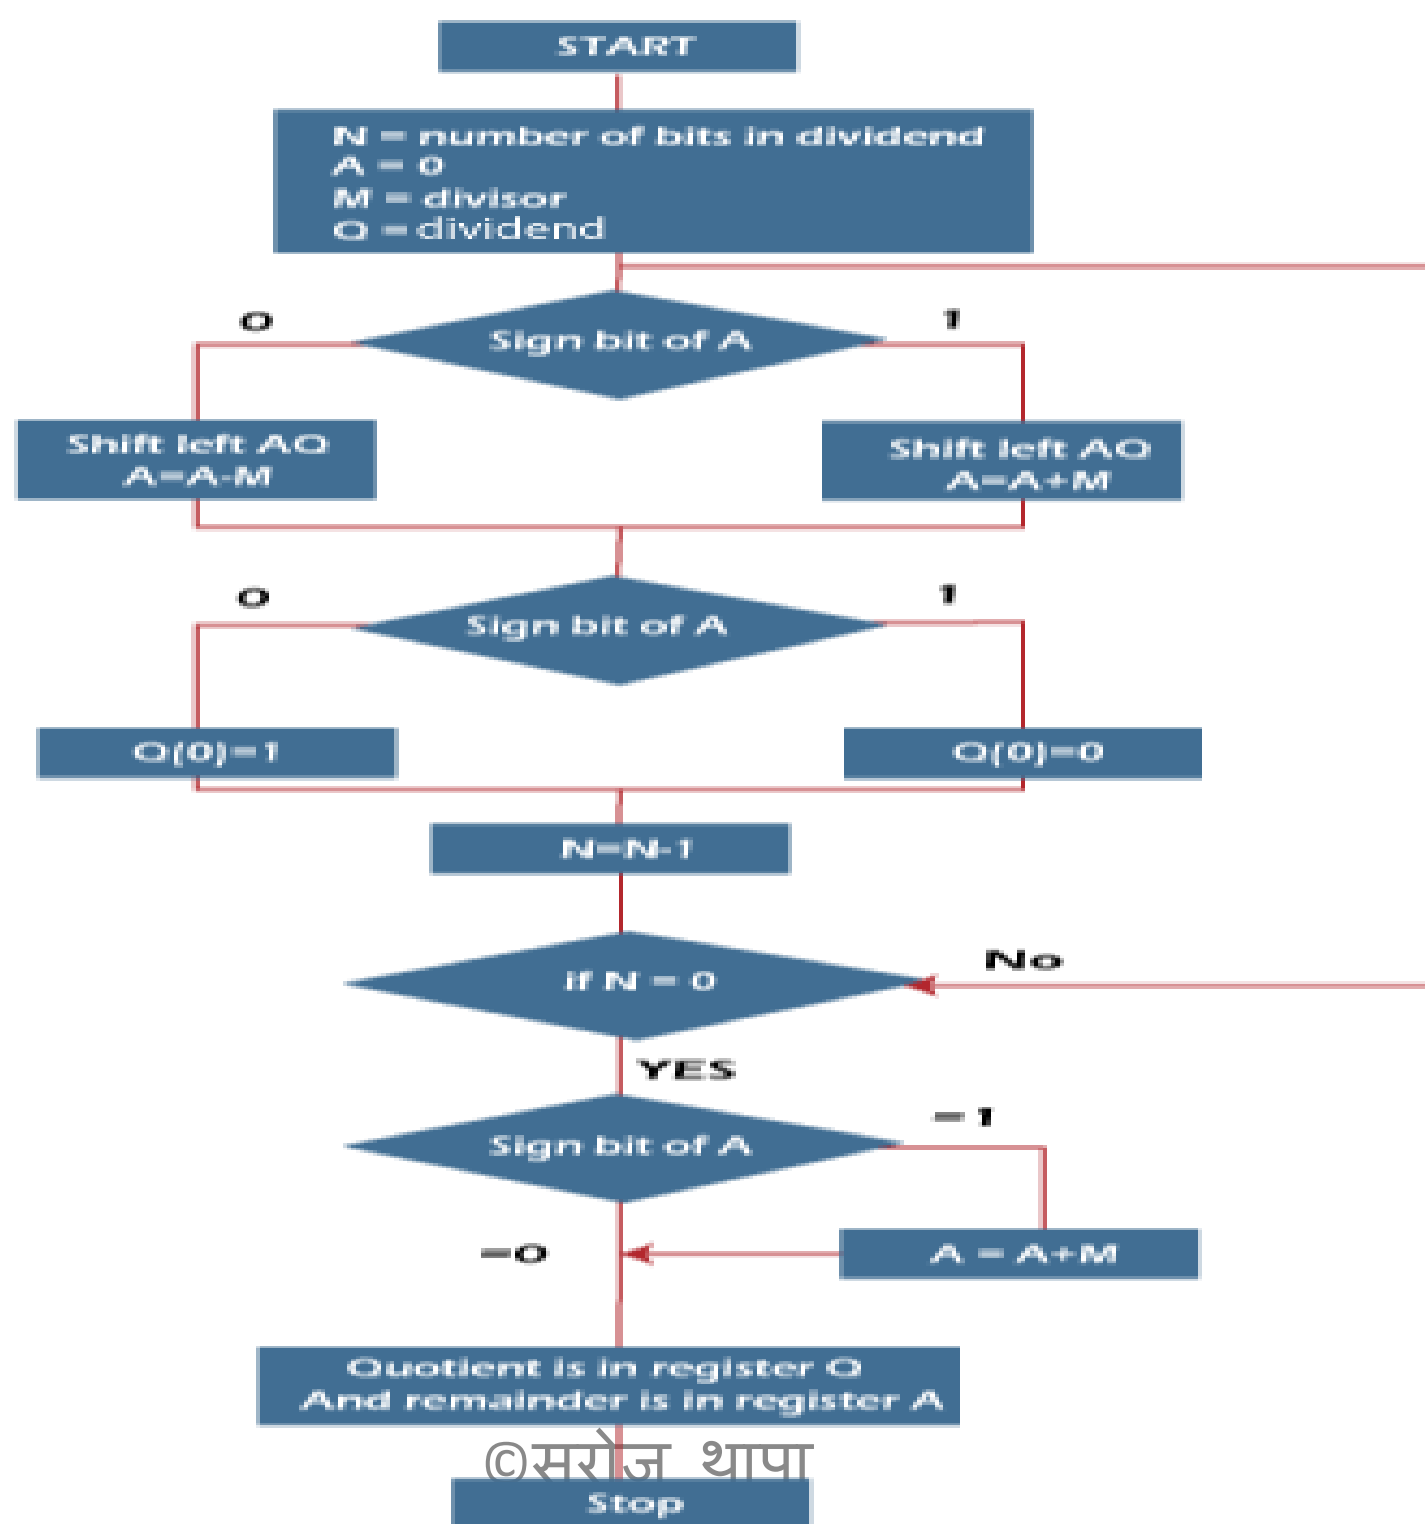 START
N = number of bits in dividend
A = 0
M = divisor
Q = dividend
Sign bit of A
0
1
Shift left AQ
A=A-M
Shift left AQ
A=A+M
Sign bit of A
0
1
Q(0)=1
Q(0)=0
N=N-1
if N = 0
No
YES
Sign bit of A
= 1
=0
A = A+M
Quotient is in register Q
And remainder is in register A
©सरोज थापा
Stop